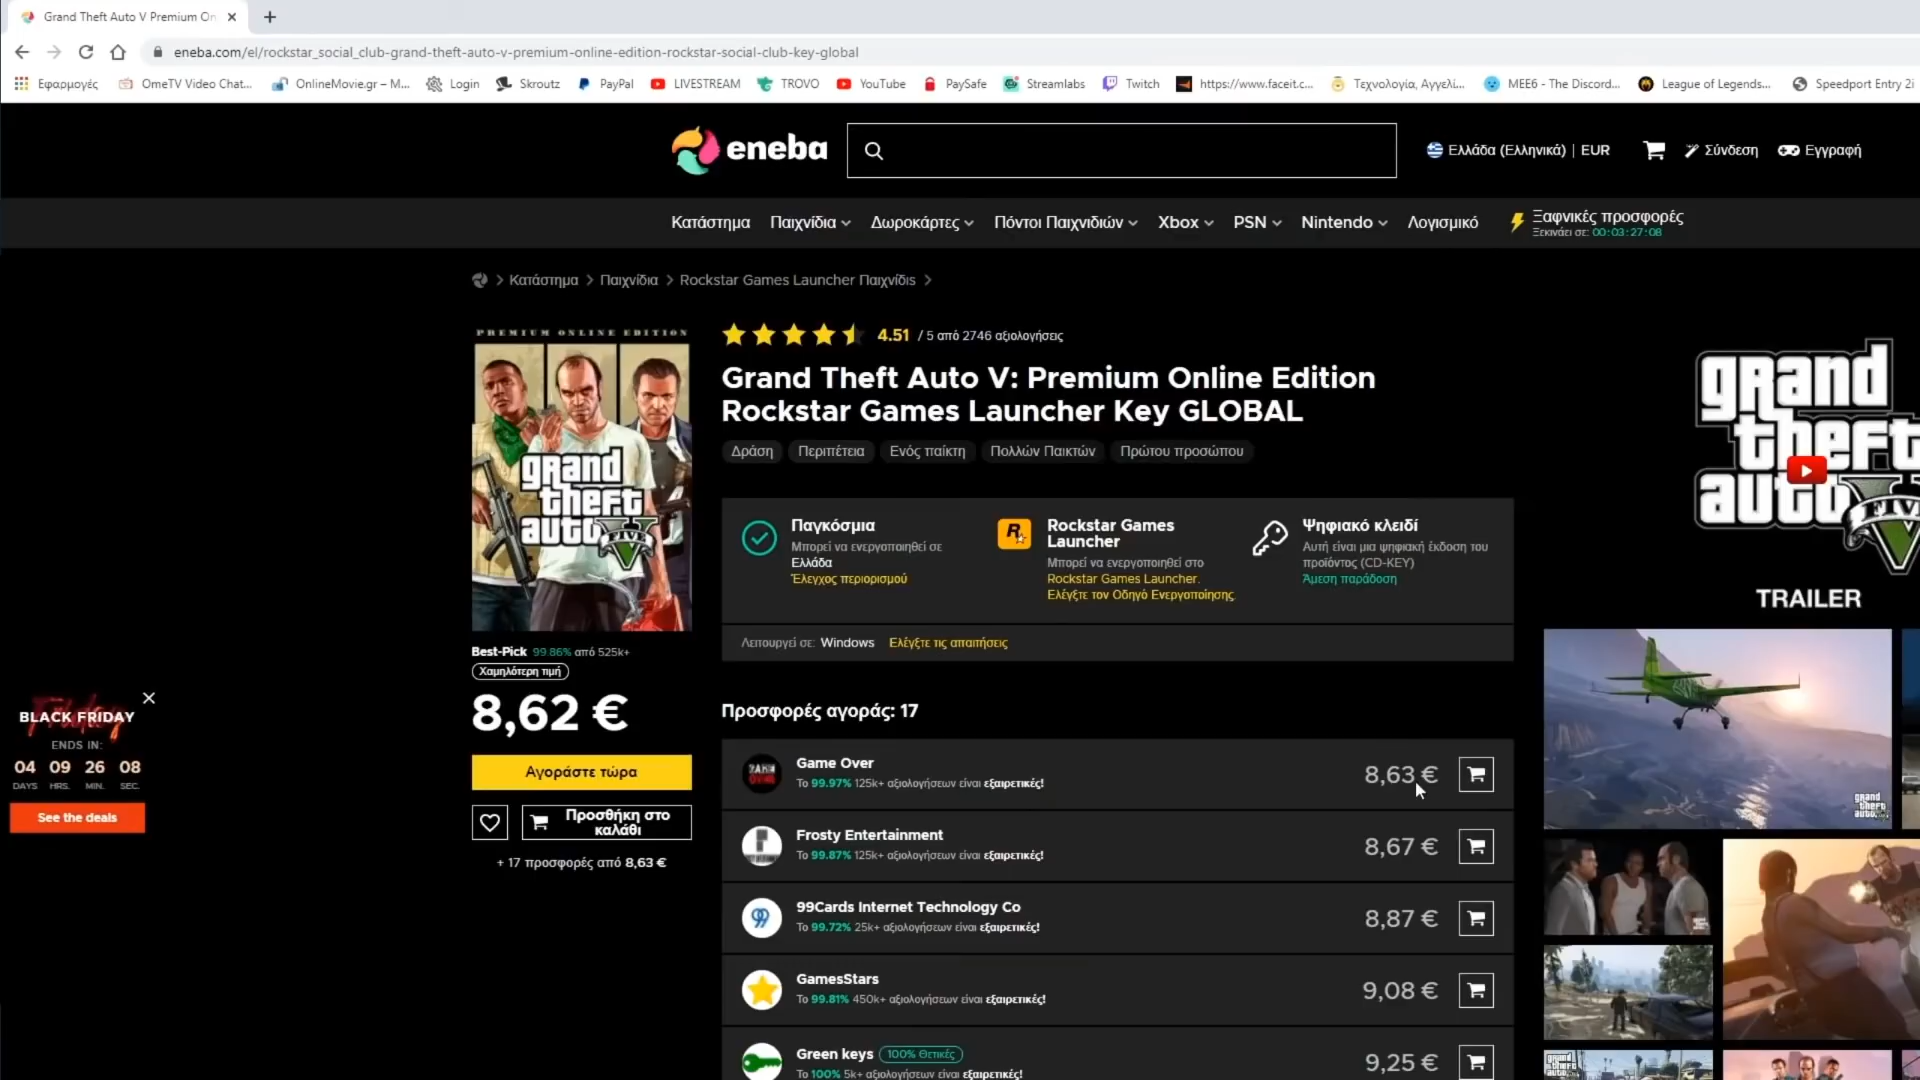 Grand Theft Auto V Premium On
eneba.com/el/rockstar_social_club-grand-theft-auto-v-premium-online-edition-rockstar-social-club-key-global
Εφαρμογές OmeTV Video Chat... OnlineMovie.gr – M... Login Skroutz PayPal LIVESTREAM TROVO YouTube PaySafe Streamlabs Twitch https://www.faceit.c... Τεχνολογία, Αγγελί... MEE6 - The Discord... League of Legends... Speedport Entry 2i
eneba
Ελλάδα (Ελληνικά) | EUR Σύνδεση Εγγραφή
Κατάστημα Παιχνίδια Δωροκάρτες Πόντοι Παιχνιδιών Xbox PSN Nintendo Λογισμικό Ξαφνικές προσφορές
Ξεκινάει σε: 00:03:27:08
Κατάστημα > Παιχνίδια > Rockstar Games Launcher Παιχνίδις >
PREMIUM ONLINE EDITION
grand
theft
auto
FIVE
4.51 / 5 από 2746 αξιολογήσεις
Grand Theft Auto V: Premium Online Edition
Rockstar Games Launcher Key GLOBAL
Δράση Περιπέτεια Ενός παίκτη Πολλών Παικτών Πρώτου προσώπου
Παγκόσμια
Μπορεί να ενεργοποιηθεί σε
Ελλάδα
Έλεγχος περιορισμού
Rockstar Games
Launcher
Μπορεί να ενεργοποιηθεί στο
Rockstar Games Launcher.
Ελέγξτε τον Οδηγό Ενεργοποίησης.
Ψηφιακό κλειδί
Αυτή είναι μια ψηφιακή έκδοση του
προϊόντος (CD-KEY)
Άμεση παράδοση
Λειτουργεί σε: Windows Ελέγξτε τις απαιτήσεις
Best-Pick 99.86% από 525k+
Χαμηλότερη τιμή
8,62 €
Αγοράστε τώρα
Προσθήκη στο
καλάθι
+ 17 προσφορές από 8,63 €
BLACK FRIDAY
ENDS IN:
04 09 26 08
DAYS HRS. MIN. SEC.
See the deals
Προσφορές αγοράς: 17
Game Over
Το 99.97% 125k+ αξιολογήσεων είναι εξαιρετικές!
8,63 €
Frosty Entertainment
Το 99.87% 125k+ αξιολογήσεων είναι εξαιρετικές!
8,67 €
99Cards Internet Technology Co
Το 99.72% 25k+ αξιολογήσεων είναι εξαιρετικές!
8,87 €
GamesStars
Το 99.81% 450k+ αξιολογήσεων είναι εξαιρετικές!
9,08 €
Green keys 100% Θετικές
Το 100% 5k+ αξιολογήσεων είναι εξαιρετικές!
9,25 €
grand
theft
auto
FIVE
TRAILER
grand
theft
auto